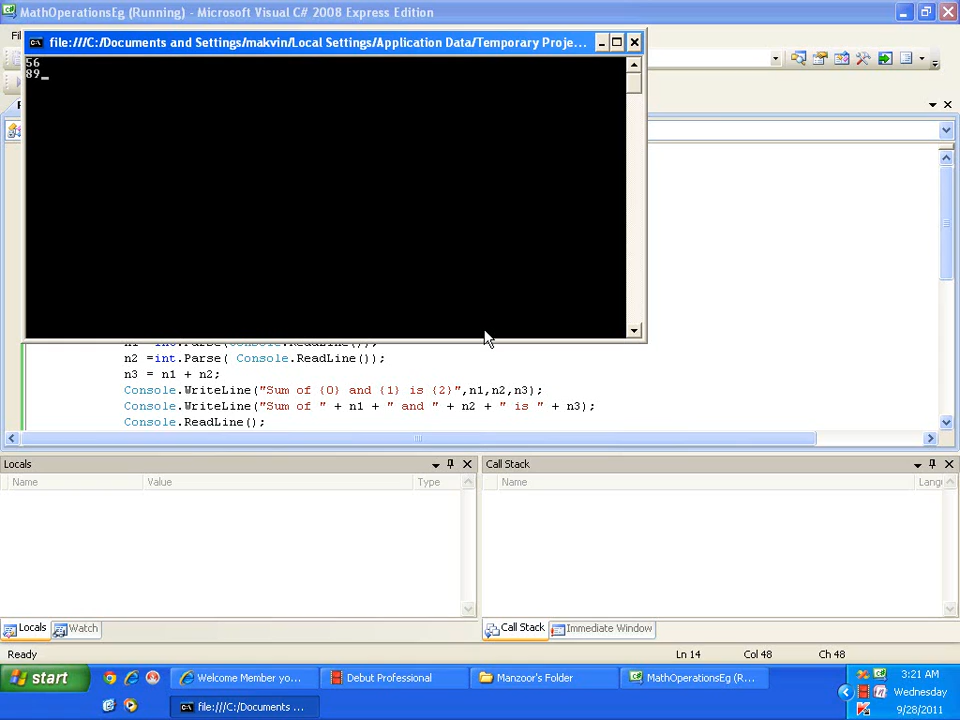 MathOperationsEg (Running) - Microsoft Visual C# 2008 Express Edition
file:///C:/Documents and Settings/makvin/Local Settings/Application Data/Temporary Proje...
56
89_
n2 =int.Parse( Console.ReadLine());
n3 = n1 + n2;
Console.WriteLine("Sum of {0} and {1} is {2}",n1,n2,n3);
Console.WriteLine("Sum of " + n1 + " and " + n2 + " is " + n3);
Console.ReadLine();
Locals
Call Stack
Name Value Type
Name
Locals Watch
Call Stack Immediate Window
Ready Ln 14 Col 48 Ch 48
start Welcome Member yo... Debut Professional Manzoor's Folder MathOperationsEg (R...
file:///C:/Documents ...
3:21 AM
Wednesday
9/28/2011